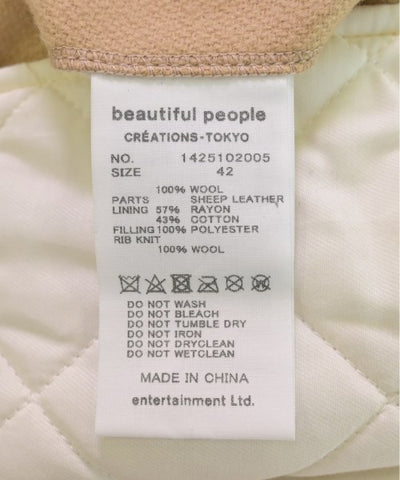 beautiful people
CRÉATIONS-TOKYO
NO. 1425102005
SIZE 42
100% WOOL
PARTS SHEEP LEATHER
LINING 57% RAYON
43% COTTON
FILLING 100% POLYESTER
RIB KNIT
100% WOOL
DO NOT WASH
DO NOT BLEACH
DO NOT TUMBLE DRY
DO NOT IRON
DO NOT DRYCLEAN
DO NOT WETCLEAN
MADE IN CHINA
entertainment Ltd.